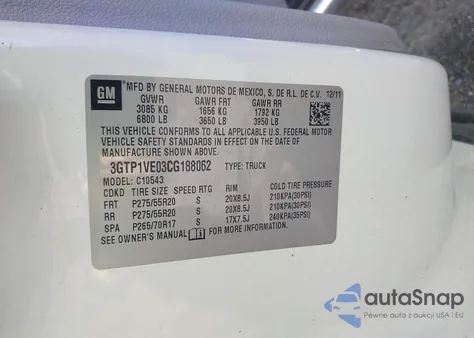 GM
MFD BY GENERAL MOTORS DE MEXICO, S. DE R.L. DE C.V. 12/11
GVWR GAWR FRT GAWR RR
3085 KG 1656 KG 1792 KG
6800 LB 3650 LB 3950 LB
THIS VEHICLE CONFORMS TO ALL APPLICABLE U.S. FEDERAL MOTOR
VEHICLE SAFETY STANDARDS IN EFFECT ON THE DATE OF
MANUFACTURE SHOWN ABOVE.
3GTP1VE03CG188062 TYPE: TRUCK
MODEL: C10543
CDKD TIRE SIZE SPEED RTG RIM COLD TIRE PRESSURE
FRT P275/55R20 S 20X8.5J 210KPA(30PSI)
RR P275/55R20 S 20X8.5J 210KPA(30PSI)
SPA P265/70R17 S 17X7.5J 240KPA(35PSI)
SEE OWNER'S MANUAL FOR MORE INFORMATION
autoSnap
Pewne auto z USA i EU